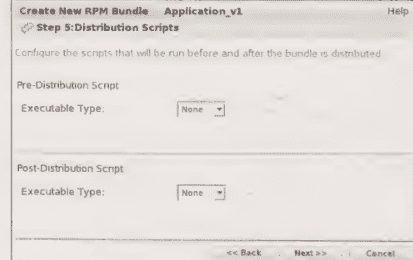 Create New RPM Bundle Application_v1 Help
Step 5:Distribution Scripts
Configure the scripts that will be run before and after the bundle is distributed
Pre-Distribution Script
Executable Type: None
Post-Distribution Script
Executable Type: None
<< Back Next >> Cancel